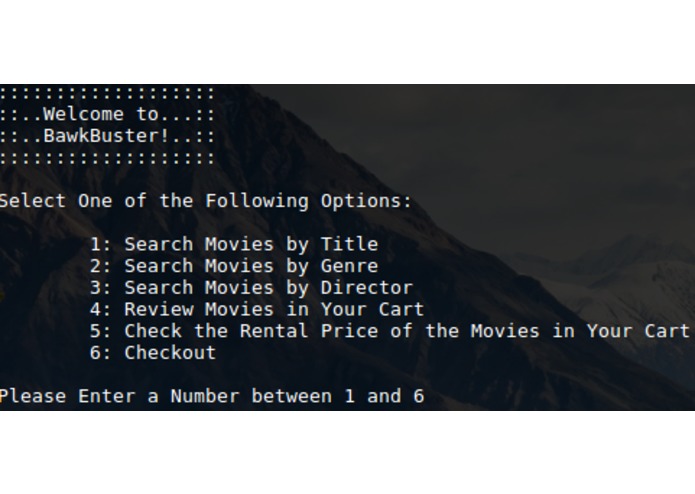 :::::::::::::::::::
::..Welcome to...::
::..BawkBuster!..::
:::::::::::::::::::
Select One of the Following Options:
1: Search Movies by Title
2: Search Movies by Genre
3: Search Movies by Director
4: Review Movies in Your Cart
5: Check the Rental Price of the Movies in Your Cart
6: Checkout
Please Enter a Number between 1 and 6